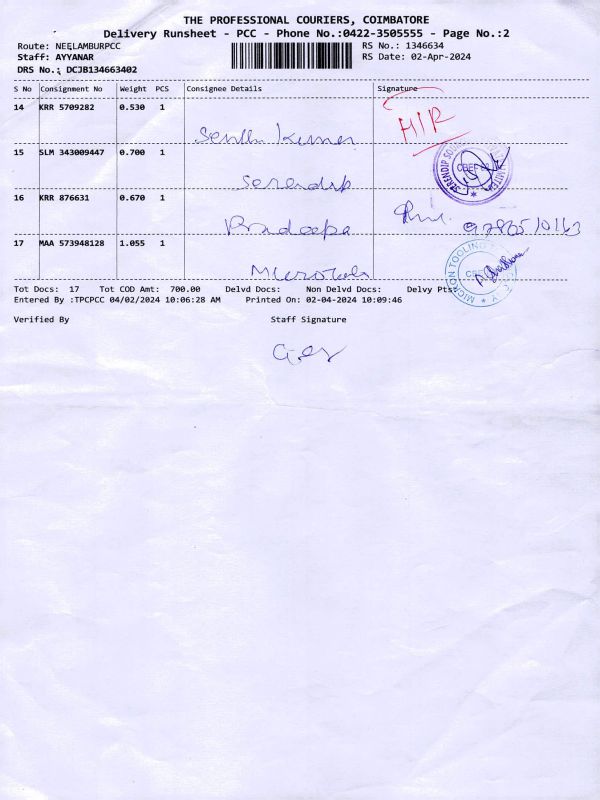 THE PROFESSIONAL COURIERS, COIMBATORE
Delivery Runsheet - PCC - Phone No.:0422-3505555 - Page No.:2
Route: NEELAMBURPCC
RS No.: 1346634
Staff: AYYANAR
RS Date: 02-Apr-2024
DRS No.: DCJB134663402
S No Consignment No Weight PCS Consignee Details Signature
14 KRR 5709282 0.530 1
Senthil Kumar
15 SLM 343009447 0.700 1
Serendip
16 KRR 876631 0.670 1
Pradeepa
17 MAA 573948128 1.055 1
MICRON TOOLING
Tot Docs: 17 Tot COD Amt: 700.00 Delvd Docs: Non Delvd Docs: Delvy Pts:
Entered By :TPCPCC 04/02/2024 10:06:28 AM Printed On: 02-04-2024 10:09:46
Verified By Staff Signature